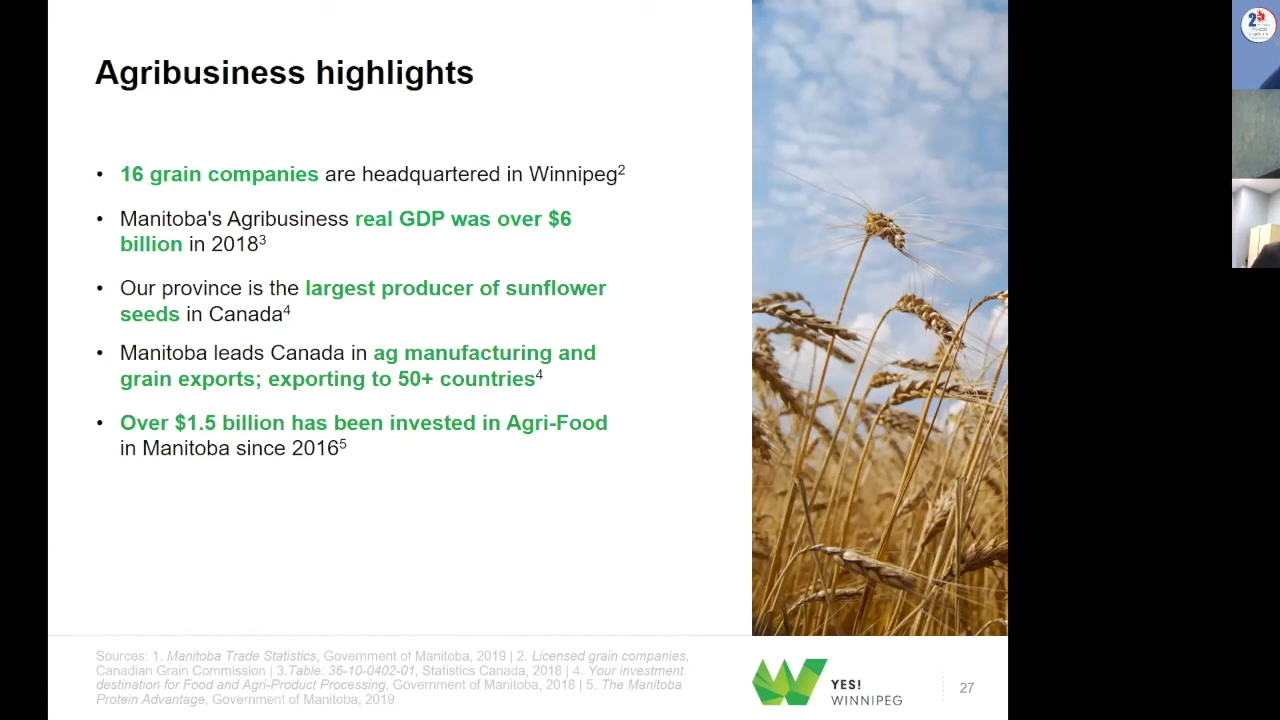 Agribusiness highlights
• 16 grain companies are headquartered in Winnipeg2
• Manitoba's Agribusiness real GDP was over $6
billion in 20183
• Our province is the largest producer of sunflower
seeds in Canada4
• Manitoba leads Canada in ag manufacturing and
grain exports; exporting to 50+ countries4
• Over $1.5 billion has been invested in Agri-Food
in Manitoba since 20165
Sources: 1. Manitoba Trade Statistics, Government of Manitoba, 2019 | 2. Licensed grain companies,
Canadian Grain Commission | 3.Table: 36-10-0402-01, Statistics Canada, 2018 | 4. Your investment
destination for Food and Agri-Product Processing, Government of Manitoba, 2018 | 5. The Manitoba
Protein Advantage, Government of Manitoba, 2019
YES!
WINNIPEG
27